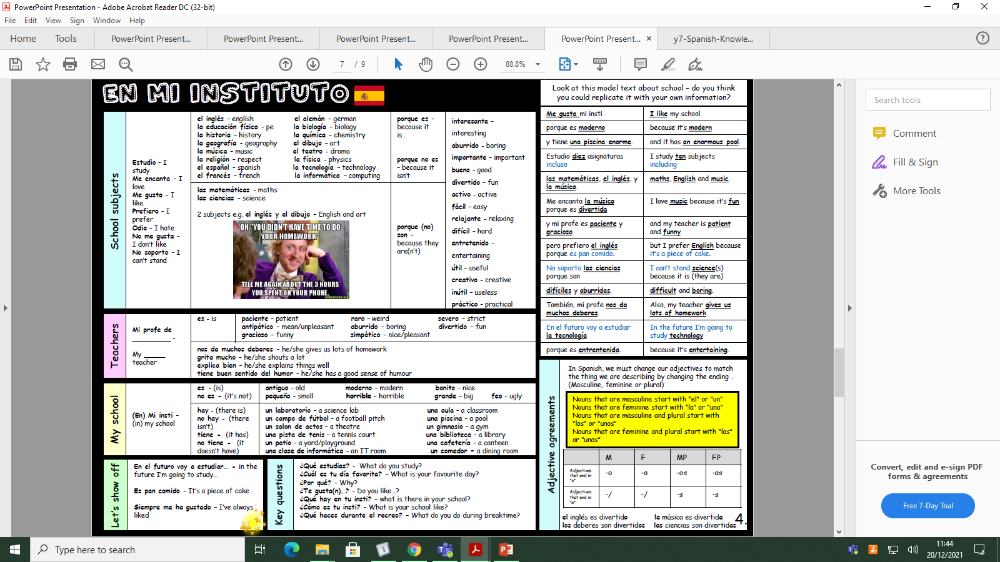 PowerPoint Presentation - Adobe Acrobat Reader DC (32-bit)
File Edit View Sign Window Help
Home Tools PowerPoint Present... PowerPoint Present... PowerPoint Present... PowerPoint Present... PowerPoint Present... × y7-Spanish-Knowle...
7 / 9 88.8%
EN MI INSTITUTO
School subjects
Estudio – I
study
Me encanta – I
love
Me gusta – I
like
Prefiero – I
prefer
Odio – I hate
No me gusta –
I don't like
No soporto – I
can't stand
el inglés – english
la educación física – pe
la historia – history
la geografía – geography
la música – music
la religión – respect
el español – spanish
el francés – french
el alemán – german
la biología – biology
la química – chemistry
el dibujo – art
el teatro – drama
la física – physics
la tecnología – technology
la informática – computing
las matemáticas – maths
las ciencias – science
2 subjects e.g. el inglés y el dibujo – English and art
OH "YOU DIDN'T HAVE TIME TO DO
YOUR HOMEWORK"
TELL ME AGAIN ABOUT THE 3 HOURS
YOU SPENT ON YOUR PHONE.
porque es –
because it
is...
porque no es
– because it
isn't
porque (no)
son –
because they
are(n't)
interesante –
interesting
aburrido – boring
importante – important
bueno – good
divertido – fun
activo – active
fácil – easy
relajante – relaxing
difícil – hard
entretenido –
entertaining
útil – useful
creativo – creative
inútil – useless
práctico – practical
Teachers
Mi profe de
_________ –
My _____
teacher
es – is
paciente – patient
antipático – mean/unpleasant
gracioso – funny
raro – weird
aburrido – boring
simpático – nice/pleasant
severo – strict
divertido – fun
nos da muchos deberes – he/she gives us lots of homework
grita mucho – he/she shouts a lot
explica bien – he/she explains things well
tiene buen sentido del humor – he/she has a good sense of humour
My school
(En) Mi insti –
(in) my school
es – (is)
no es – (it's not)
antiguo – old
pequeño – small
moderno – modern
horrible – horrible
bonito – nice
grande – big
feo – ugly
hay – (there is)
no hay – (there
isn't)
tiene – (it has)
no tiene – (it
doesn't have)
un laboratorio – a science lab
un campo de fútbol – a football pitch
un salon de actos – a theatre
una pista de tenis – a tennis court
un patio – a yard/playground
una clase de informática – an IT room
una aula – a classroom
una piscina – a pool
un gimnasio – a gym
una biblioteca – a library
una cafetería – a canteen
un comedor – a dining room
Let's show off
En el futuro voy a estudiar... – in the
future I'm going to study...
Es pan comido – It's a piece of cake
Siempre me ha gustado – I've always
liked
Key questions
¿Qué estudias? – What do you study?
¿Cuál es tu día favorita? – What is your favourite day?
¿Por qué? – Why?
¿Te gusta(n)...? – Do you like...?
¿Qué hay en tu insti? – what is there in your school?
¿Cómo es tu insti? – What is your school like?
¿Qué haces durante el recreo? – What do you do during breaktime?
Look at this model text about school – do you think
you could replicate it with your own information?
Me gusta mi insti
I like my school
porque es moderno
because it's modern
y tiene una piscina enorme.
and it has an enormous pool.
Estudio diez asignaturas
incluso
I study ten subjects
including
las matemáticas, el inglés, y
la música.
maths, English and music.
Me encanta la música
porque es divertida
I love music because it's fun
y mi profe es paciente y
gracioso
and my teacher is patient
and funny
pero prefiero el inglés
porque es pan comido.
but I prefer English because
it's a piece of cake.
No soporto las ciencias
porque son
I can't stand science(s)
because it is (they are)
difíciles y aburridas.
difficult and boring.
También, mi profe nos da
muchos deberes.
Also, my teacher gives us
lots of homework.
En el futuro voy a estudiar
la tecnología
In the future I'm going to
study technology
porque es entrentenida.
because it's entertaining.
Adjective agreements
In Spanish, we must change our adjectives to match
the thing we are describing by changing the ending .
(Masculine, feminine or plural)
Nouns that are masculine start with "el" or "un"
Nouns that are feminine start with "la" or "una"
Nouns that are masculine and plural start with
"los" or "unos"
Nouns that are feminine and plural start with "las"
or "unas"
M F MP FP
Adjectives
that end in
"o"
-o -a -os -as
Adjectives
that end in
"e"
-/ -/ -s -s
el inglés es divertido
los deberes son divertidos
la música es divertida
las ciencias son divertidas
4.
Search tools
Comment
Fill & Sign
More Tools
Convert, edit and e-sign PDF
forms & agreements
Free 7-Day Trial
Type here to search
11:44
20/12/2021